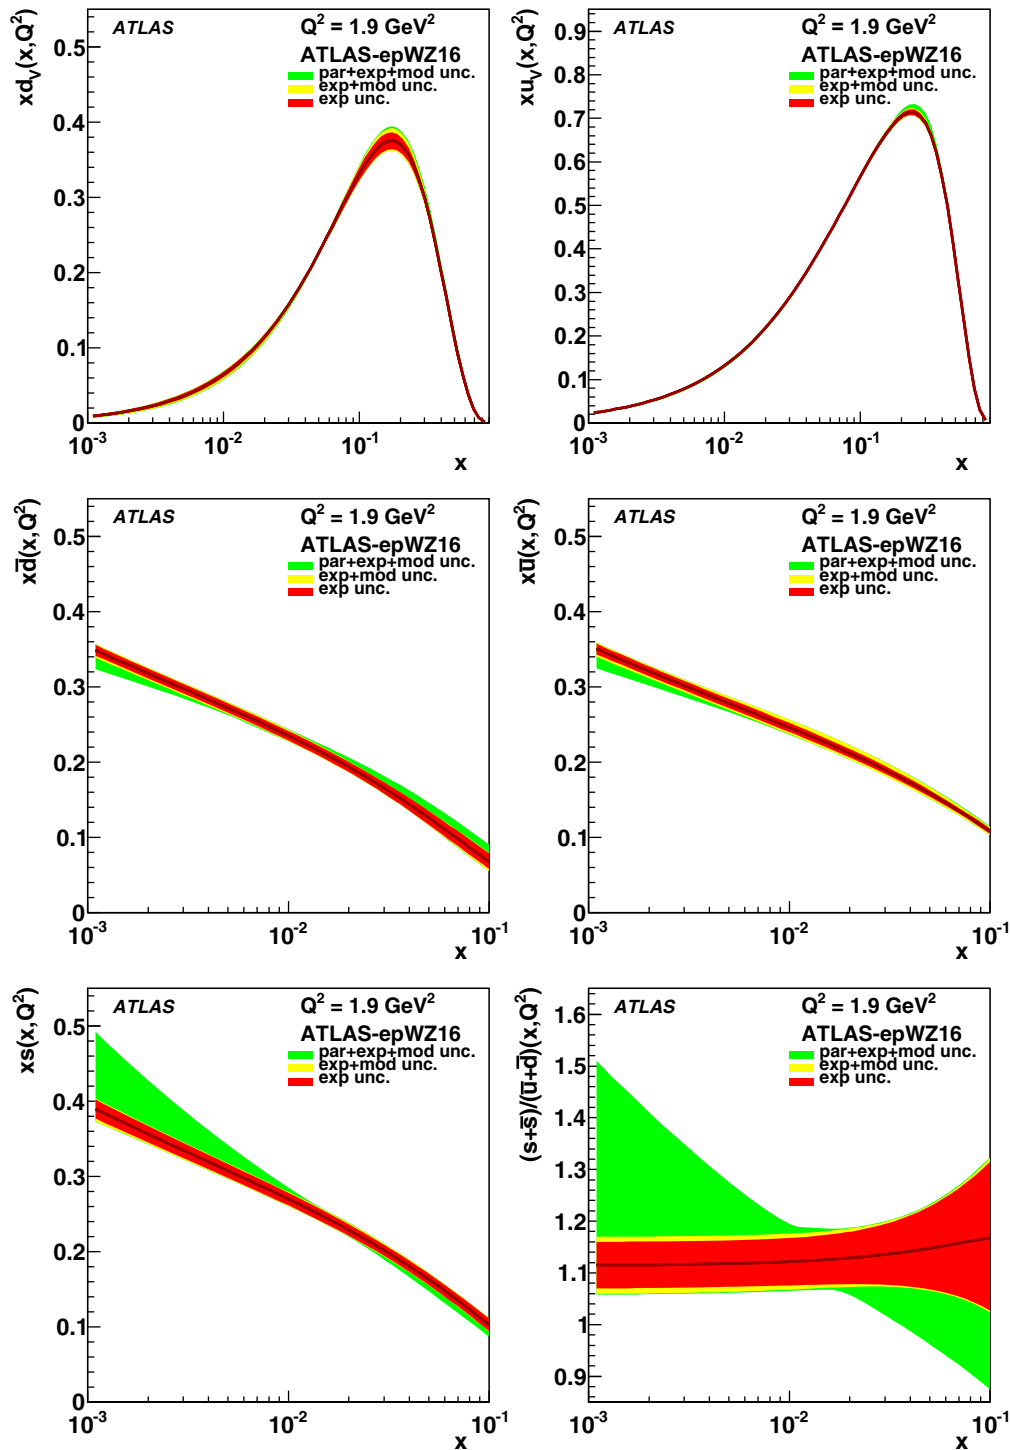 ATLAS
Q² = 1.9 GeV²
ATLAS-epWZ16
par+exp+mod unc.
exp+mod unc.
exp unc.
xd_V(x,Q²)
0.5
0.4
0.3
0.2
0.1
0
10⁻³
10⁻²
10⁻¹
x
ATLAS
Q² = 1.9 GeV²
ATLAS-epWZ16
par+exp+mod unc.
exp+mod unc.
exp unc.
xu_V(x,Q²)
0.9
0.8
0.7
0.6
0.5
0.4
0.3
0.2
0.1
0
10⁻³
10⁻²
10⁻¹
x
ATLAS
Q² = 1.9 GeV²
ATLAS-epWZ16
par+exp+mod unc.
exp+mod unc.
exp unc.
xd̅(x,Q²)
0.5
0.4
0.3
0.2
0.1
0
10⁻³
10⁻²
10⁻¹
x
ATLAS
Q² = 1.9 GeV²
ATLAS-epWZ16
par+exp+mod unc.
exp+mod unc.
exp unc.
xu̅(x,Q²)
0.5
0.4
0.3
0.2
0.1
0
10⁻³
10⁻²
10⁻¹
x
ATLAS
Q² = 1.9 GeV²
ATLAS-epWZ16
par+exp+mod unc.
exp+mod unc.
exp unc.
xs(x,Q²)
0.5
0.4
0.3
0.2
0.1
0
10⁻³
10⁻²
10⁻¹
x
ATLAS
Q² = 1.9 GeV²
ATLAS-epWZ16
par+exp+mod unc.
exp+mod unc.
exp unc.
(s+s̅)/(u̅+d̅)(x,Q²)
1.6
1.5
1.4
1.3
1.2
1.1
1
0.9
10⁻³
10⁻²
10⁻¹
x